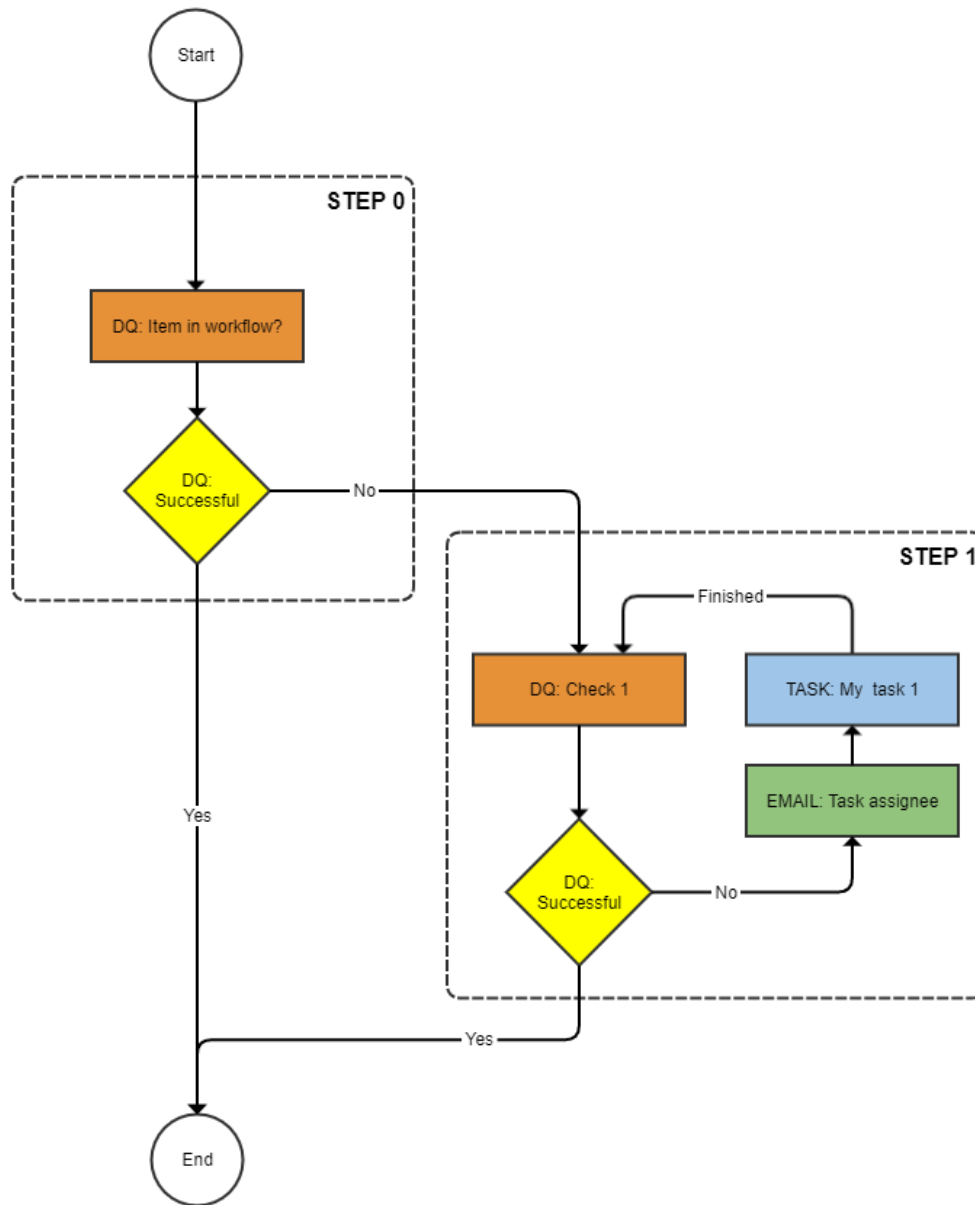 Start
STEP 0
DQ: Item in workflow?
DQ:
Successful
No
STEP 1
Finished
DQ: Check 1
TASK: My task 1
EMAIL: Task assignee
Yes
DQ:
Successful
No
Yes
End